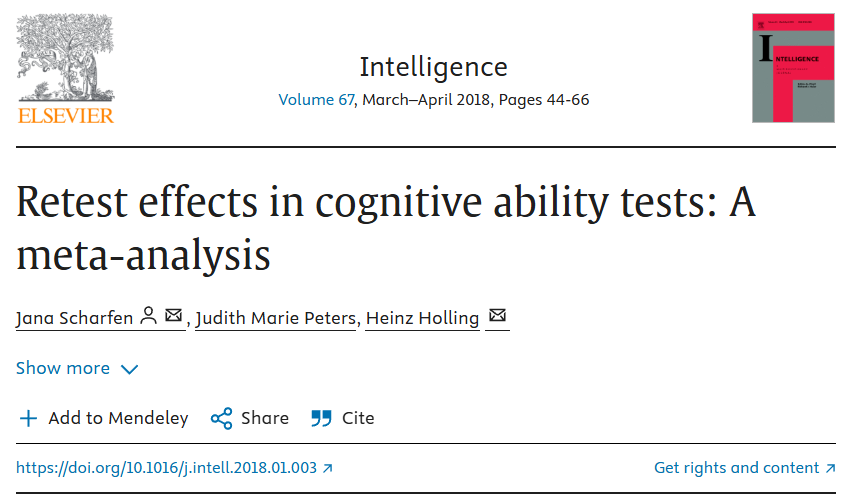 ELSEVIER
Intelligence
Volume 67, March–April 2018, Pages 44-66
INTELLIGENCE
Retest effects in cognitive ability tests: A
meta-analysis
Jana Scharfen, Judith Marie Peters, Heinz Holling
Show more
Add to Mendeley Share Cite
https://doi.org/10.1016/j.intell.2018.01.003
Get rights and content